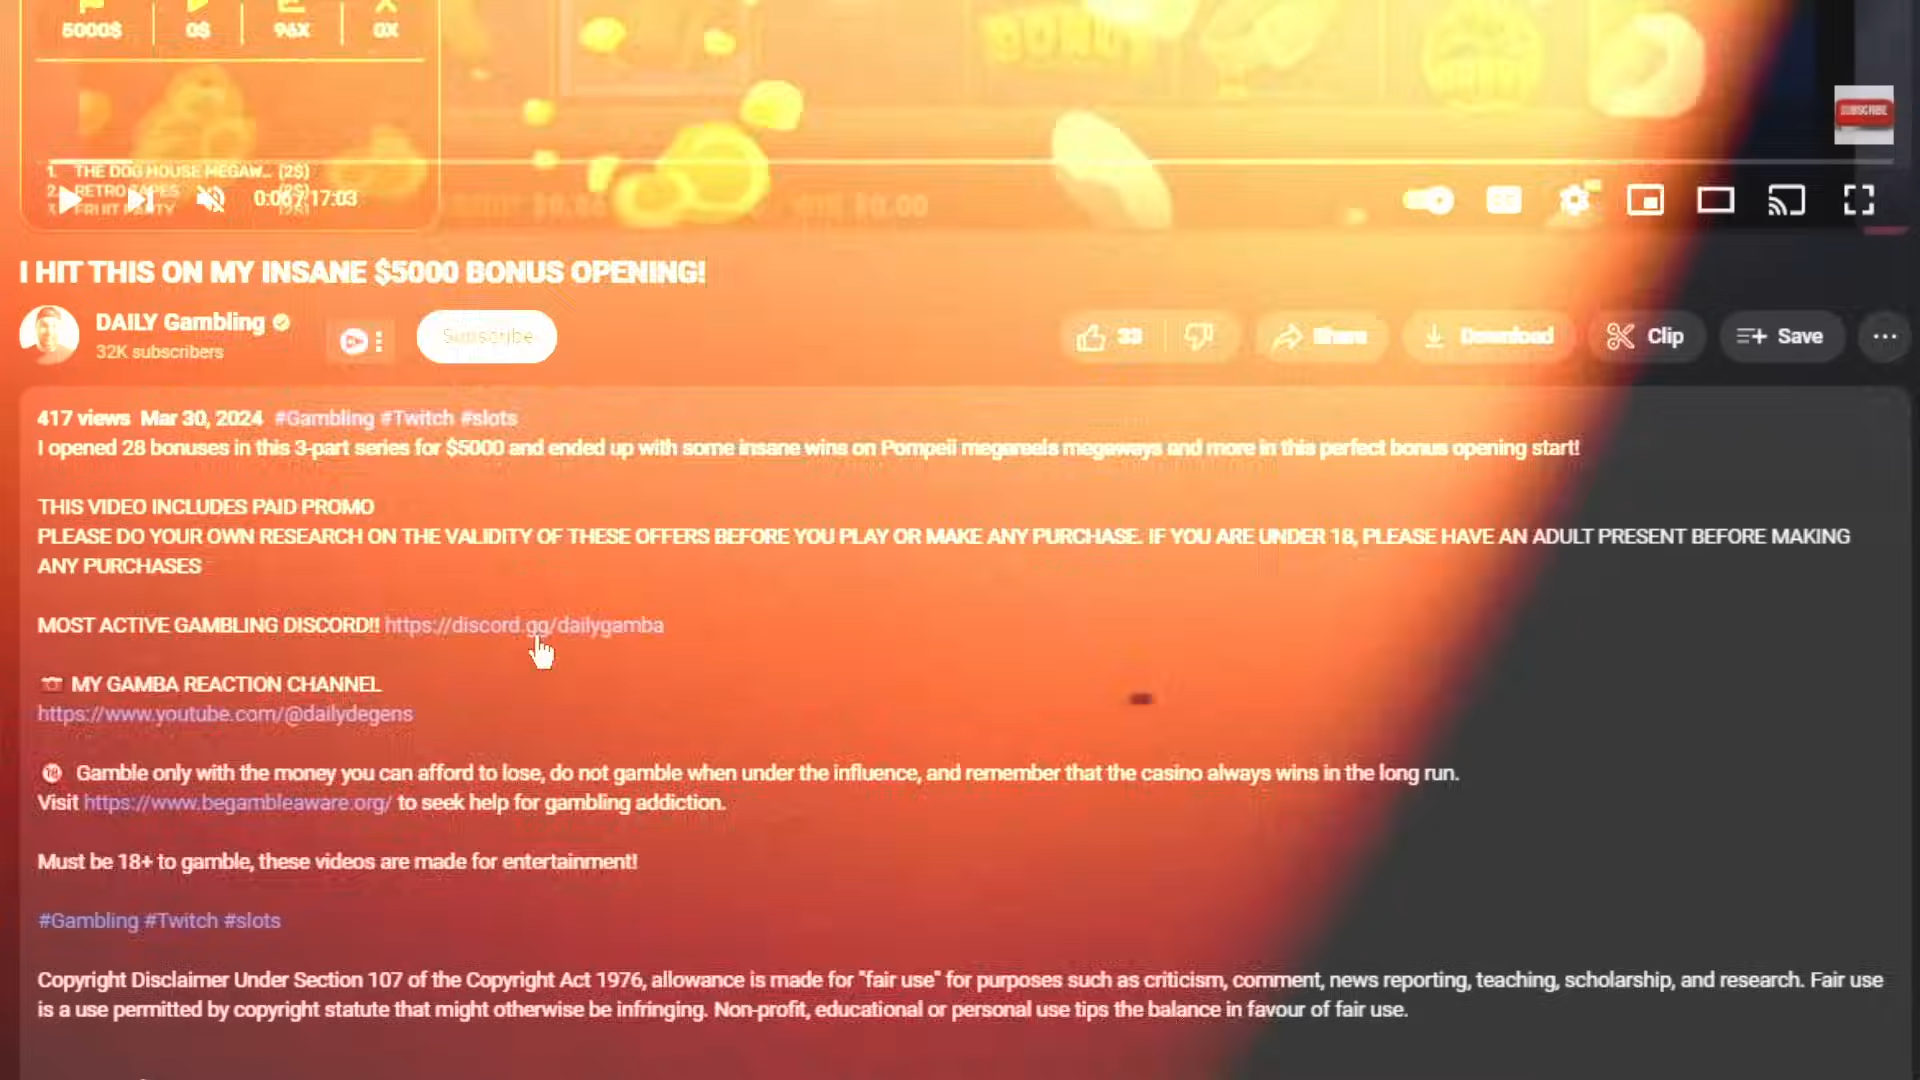 5000$ 0$ 96X 0X
BONUS
SUBSCRIBE
1. THE DOG HOUSE MEGAW... (2$)
2. RETRO TAPES (2$)
3. FRUIT PARTY (2$)
0:06 / 17:03
I HIT THIS ON MY INSANE $5000 BONUS OPENING!
DAILY Gambling
32K subscribers
Subscribe
33 Share Download Clip Save
417 views Mar 30, 2024 #Gambling #Twitch #slots
I opened 28 bonuses in this 3-part series for $5000 and ended up with some insane wins on Pompeii megareels megaways and more in this perfect bonus opening start!
THIS VIDEO INCLUDES PAID PROMO
PLEASE DO YOUR OWN RESEARCH ON THE VALIDITY OF THESE OFFERS BEFORE YOU PLAY OR MAKE ANY PURCHASE. IF YOU ARE UNDER 18, PLEASE HAVE AN ADULT PRESENT BEFORE MAKING
ANY PURCHASES
MOST ACTIVE GAMBLING DISCORD!! https://discord.gg/dailygamba
MY GAMBA REACTION CHANNEL
https://www.youtube.com/@dailydegens
Gamble only with the money you can afford to lose, do not gamble when under the influence, and remember that the casino always wins in the long run.
Visit https://www.begambleaware.org/ to seek help for gambling addiction.
Must be 18+ to gamble, these videos are made for entertainment!
#Gambling #Twitch #slots
Copyright Disclaimer Under Section 107 of the Copyright Act 1976, allowance is made for "fair use" for purposes such as criticism, comment, news reporting, teaching, scholarship, and research. Fair use
is a use permitted by copyright statute that might otherwise be infringing. Non-profit, educational or personal use tips the balance in favour of fair use.